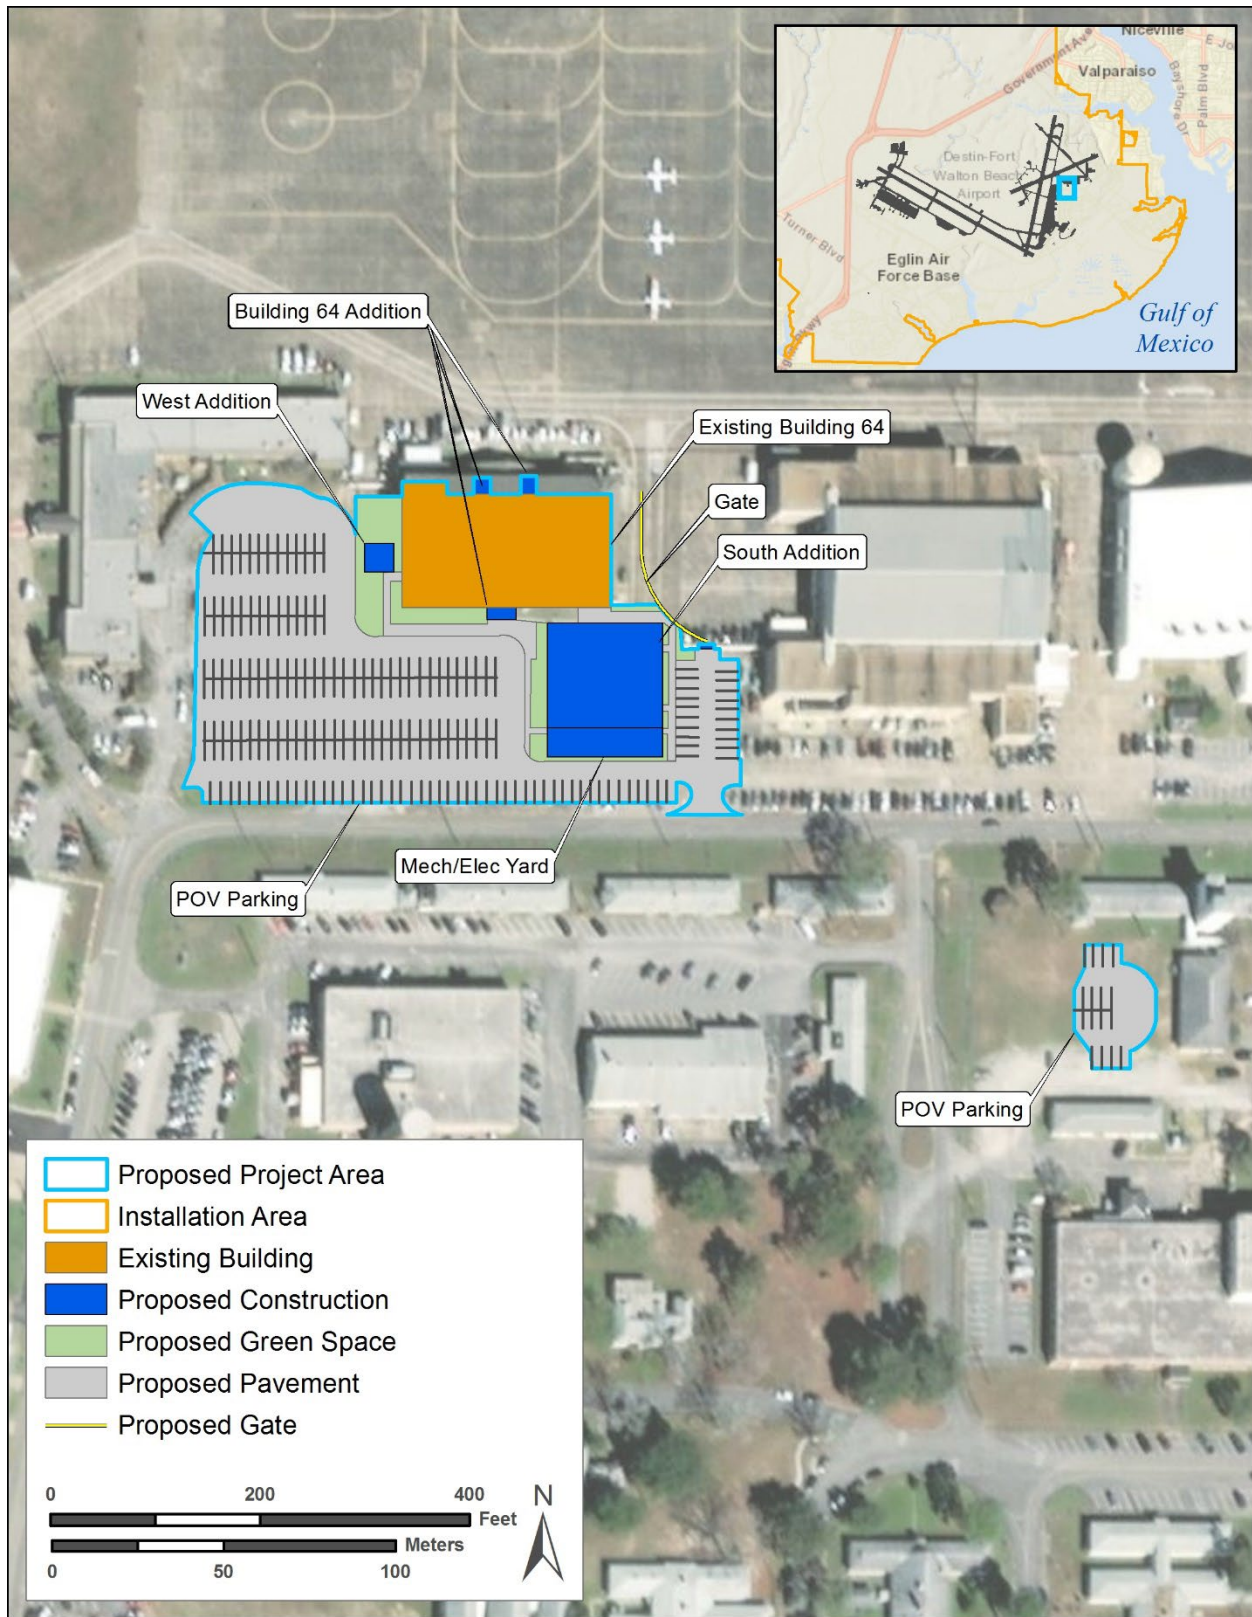 Niceville
E Jo
Government Ave
Valparaiso
Bayshore Dr
Palm Blvd
Destin-Fort
Walton Beach
Airport
Turner Blvd
Eglin Air
Force Base
Gulf of
Mexico
Building 64 Addition
West Addition
Existing Building 64
Gate
South Addition
Mech/Elec Yard
POV Parking
POV Parking
Proposed Project Area
Installation Area
Existing Building
Proposed Construction
Proposed Green Space
Proposed Pavement
Proposed Gate
0 200 400
Feet
Meters
0 50 100
N